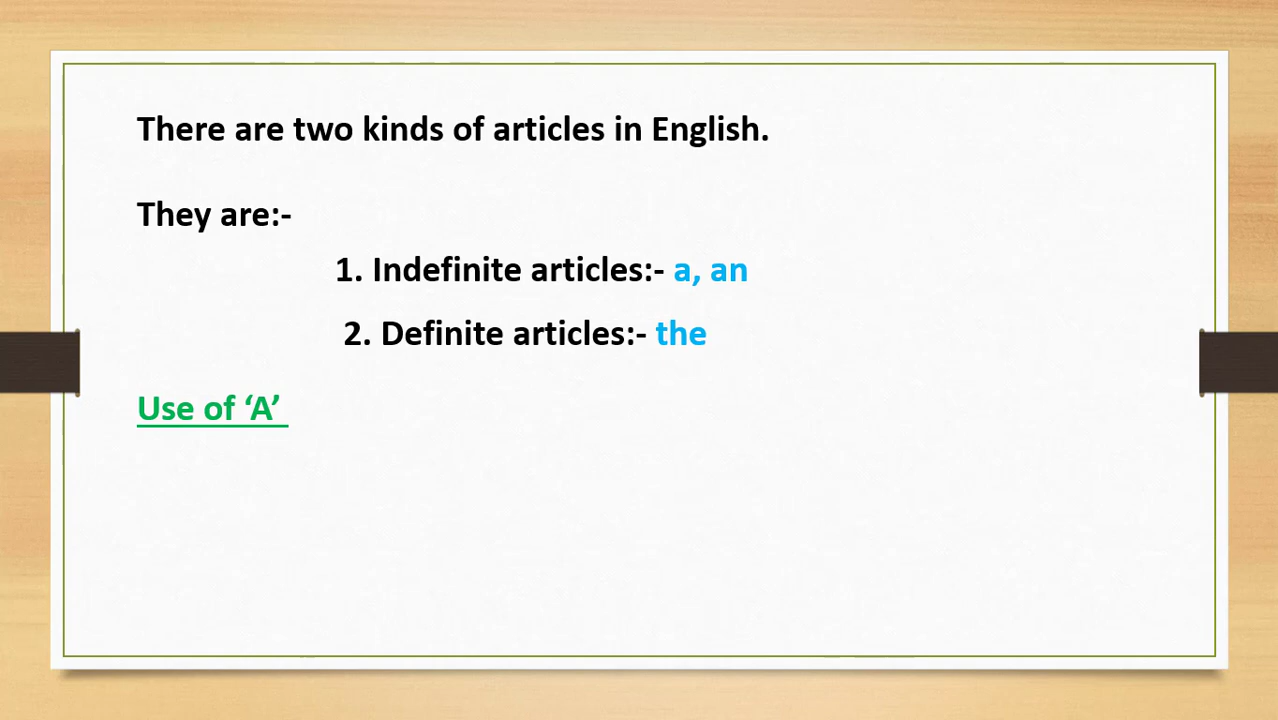 There are two kinds of articles in English.
They are:-
1. Indefinite articles:- a, an
2. Definite articles:- the
Use of ‘A’